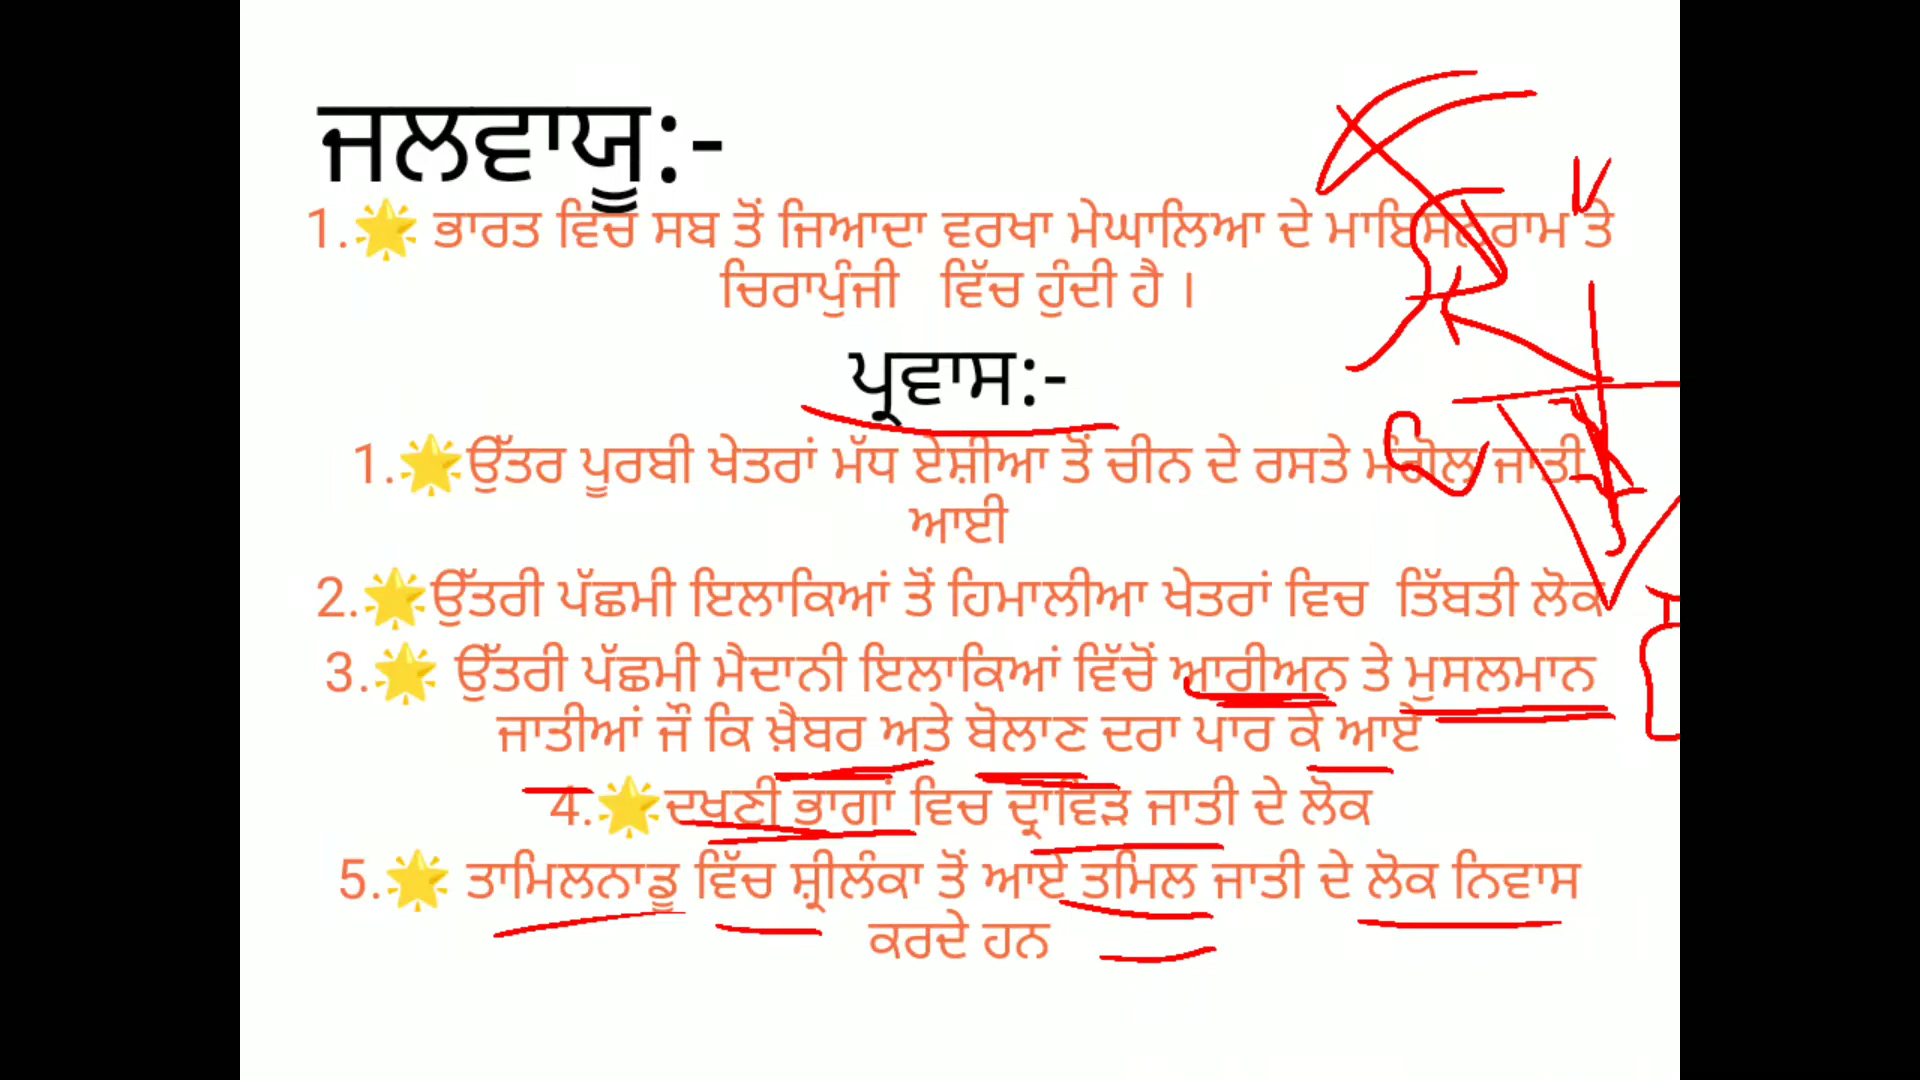 ਜਲਵਾਯੂ:-
1.🌟 ਭਾਰਤ ਵਿਚ ਸਬ ਤੋਂ ਜਿਆਦਾ ਵਰਖਾ ਮੇਘਾਲਿਆ ਦੇ ਤੇ
ਚਿਰਾਪੁੰਜੀ ਵਿੱਚ ਹੁੰਦੀ ਹੈ ।
ਪ੍ਰਵਾਸ:-
1.🌟ਉੱਤਰ ਪੂਰਬੀ ਖੇਤਰਾਂ ਮੱਧ ਏਸ਼ੀਆ ਤੋਂ ਚੀਨ ਦੇ ਰਸਤੇ ਮੰਗੋਲ ਜਾਤੀ
ਆਈ
2.🌟ਉੱਤਰੀ ਪੱਛਮੀ ਇਲਾਕਿਆਂ ਤੋਂ ਹਿਮਾਲੀਆ ਖੇਤਰਾਂ ਵਿਚ ਤਿੱਬਤੀ ਲੋਕ
3.🌟 ਉੱਤਰੀ ਪੱਛਮੀ ਮੈਦਾਨੀ ਇਲਾਕਿਆਂ ਵਿੱਚੋਂ ਆਰੀਅਨ ਤੇ ਮੁਸਲਮਾਨ
ਜਾਤੀਆਂ ਜੌ ਕਿ ਖ਼ੈਬਰ ਅਤੇ ਬੋਲਾਣ ਦਰਾ ਪਾਰ ਕੇ ਆਏ
4.🌟ਦਖਣੀ ਭਾਗਾਂ ਵਿਚ ਦ੍ਰਾਵਿੜ ਜਾਤੀ ਦੇ ਲੋਕ
5.🌟 ਤਾਮਿਲਨਾਡੂ ਵਿੱਚ ਸ਼੍ਰੀਲੰਕਾ ਤੋਂ ਆਏ ਤਮਿਲ ਜਾਤੀ ਦੇ ਲੋਕ ਨਿਵਾਸ
ਕਰਦੇ ਹਨ